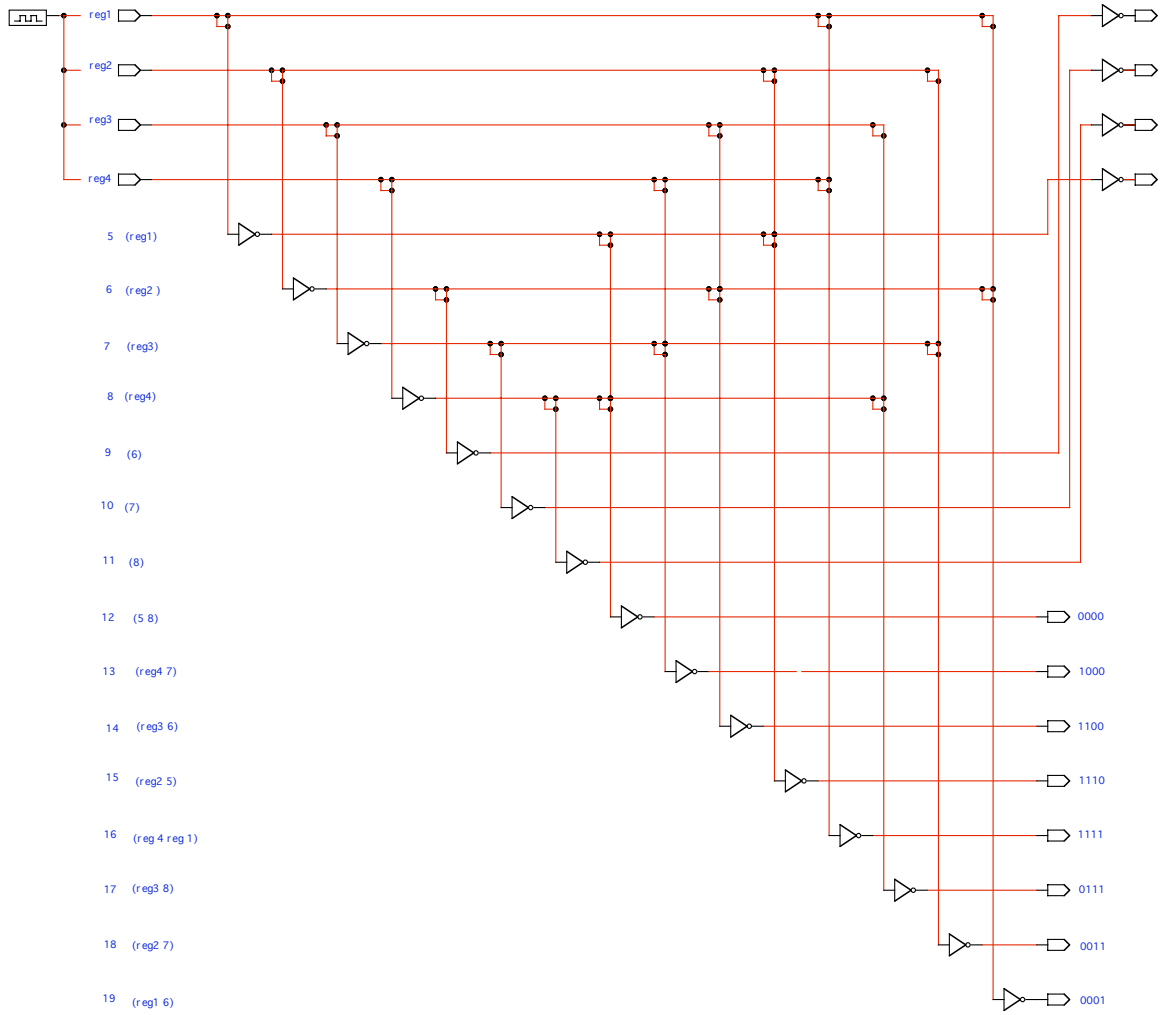 reg1
reg2
reg3
reg4
5 (reg1)
6 (reg2 )
7 (reg3)
8 (reg4)
9 (6)
10 (7)
11 (8)
12 (5 8) 0000
13 (reg4 7) 1000
14 (reg3 6) 1100
15 (reg2 5) 1110
16 (reg 4 reg 1) 1111
17 (reg3 8) 0111
18 (reg2 7) 0011
19 (reg1 6) 0001